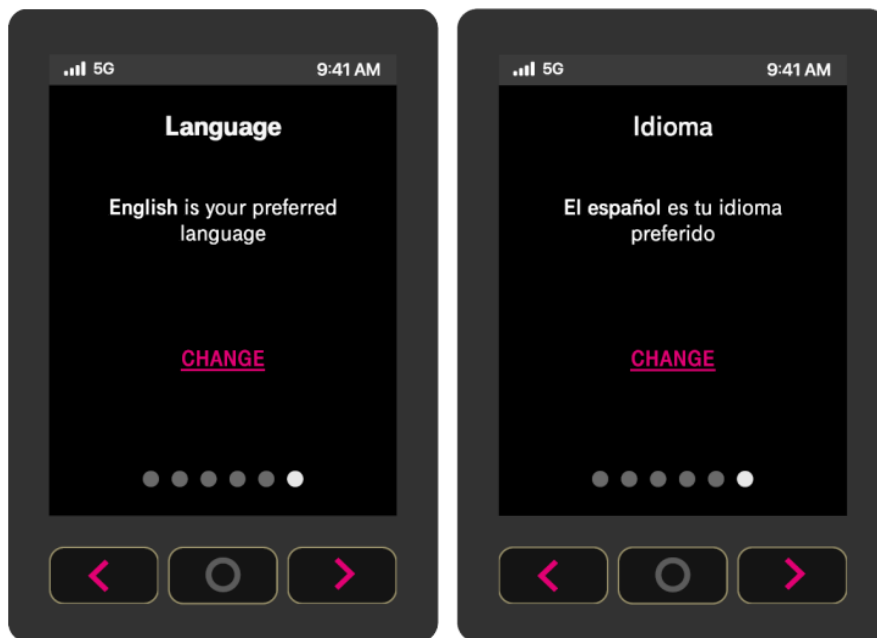 5G 9:41 AM
Language
English is your preferred
language
CHANGE
5G 9:41 AM
Idioma
El español es tu idioma
preferido
CHANGE